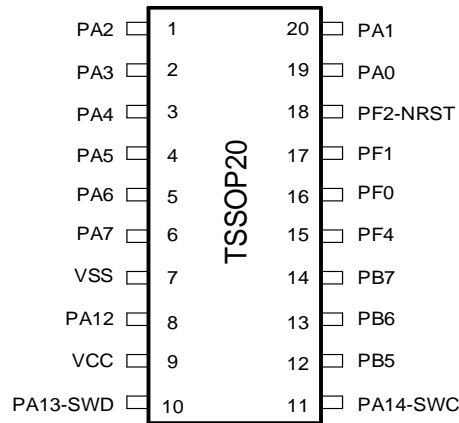 PA2 1 20 PA1
PA3 2 19 PA0
PA4 3 18 PF2-NRST
PA5 4 17 PF1
PA6 5 16 PF0
PA7 6 15 PF4
VSS 7 14 PB7
PA12 8 13 PB6
VCC 9 12 PB5
PA13-SWD 10 11 PA14-SWC
TSSOP20